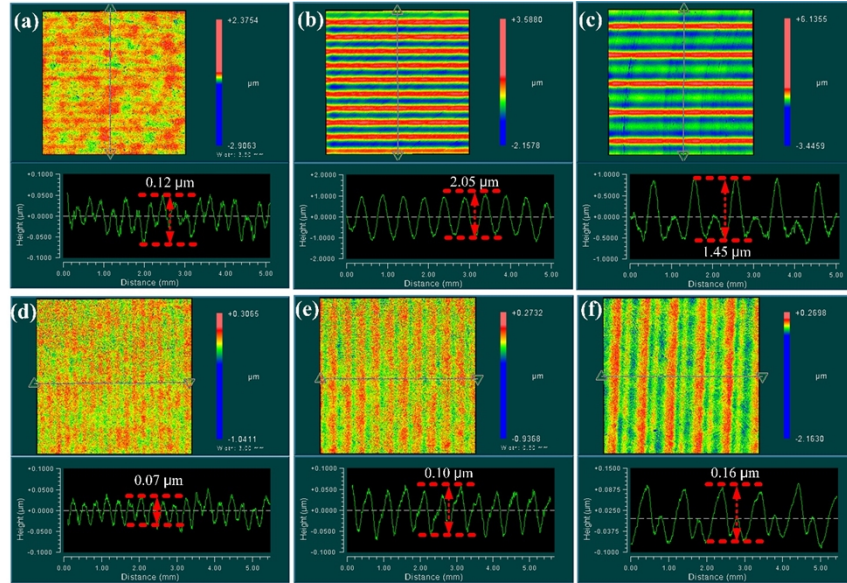 (a)
+2.3754
µm
-2.9063
0.12 µm
+0.1000
+0.0500
+0.0000
-0.0500
-0.1000
Height (µm)
0.00 1.00 2.00 3.00 4.00 5.00
Distance (mm)
(b)
+3.5880
µm
-2.1578
2.05 µm
+2.0000
+1.0000
+0.0000
-1.0000
-2.0000
Height (µm)
0.00 1.00 2.00 3.00 4.00 5.00
Distance (mm)
(c)
+6.1355
µm
-3.4459
+1.0000
+0.5000
+0.0000
-0.5000
-1.0000
Height (µm)
1.45 µm
0.00 1.00 2.00 3.00 4.00 5.00
Distance (mm)
(d)
+0.3065
µm
-1.0411
0.07 µm
+0.1000
+0.0500
+0.0000
-0.0500
-0.1000
Height (µm)
0.00 1.00 2.00 3.00 4.00 5.00
Distance (mm)
(e)
+0.2732
µm
-0.9368
0.10 µm
+0.1000
+0.0500
+0.0000
-0.0500
-0.1000
Height (µm)
0.00 1.00 2.00 3.00 4.00 5.00
Distance (mm)
(f)
+0.2698
µm
-2.1630
0.16 µm
+0.1500
+0.0875
-0.0375
-0.1000
Height (µm)
0.00 1.00 2.00 3.00 4.00 5.00
Distance (mm)